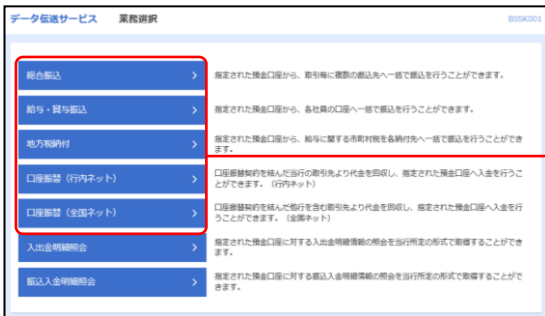 データ伝送サービス 業務選択 BSSK001
総合振込 > 指定された預金口座から、取引毎に複数の振込先へ一括で振込を行うことができます。
給与・賞与振込 > 指定された預金口座から、各社員の口座へ一括で振込を行うことができます。
地方税納付 > 指定された預金口座から、給与に関する市町村税を各納付先へ一括で振込を行うことができ
ます。
口座振替（行内ネット） > 口座振替契約を結んだ当行の取引先より代金を回収し、指定された預金口座へ入金を行うこ
とができます。（行内ネット）
口座振替（全国ネット） > 口座振替契約を結んだ他行を含む取引先より代金を回収し、指定された預金口座へ入金を行
うことができます。（全国ネット）
入出金明細照会 > 指定された預金口座に対する入出金明細情報の照会を当行所定の形式で取得することができ
ます。
振込入金明細照会 > 指定された預金口座に対する振込入金明細情報の照会を当行所定の形式で取得することがで
きます。